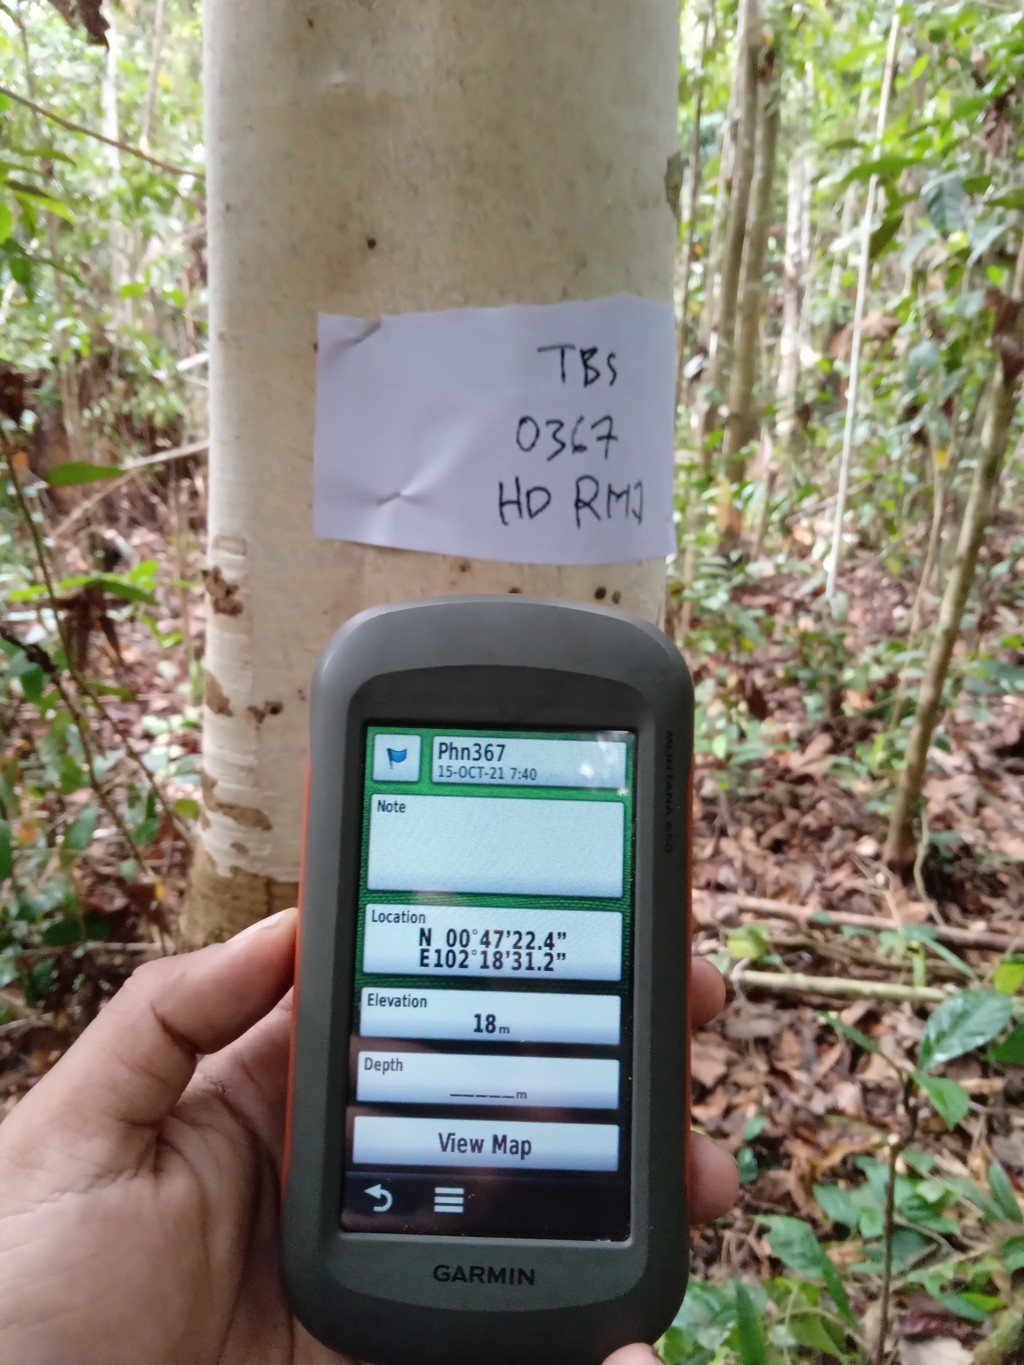 TBS
0367
HD RMJ
MONTANA 650
Phn367
15-OCT-21 7:40
Note
Location
N 00°47'22.4"
E102°18'31.2"
Elevation
18m
Depth
_____m
View Map
GARMIN